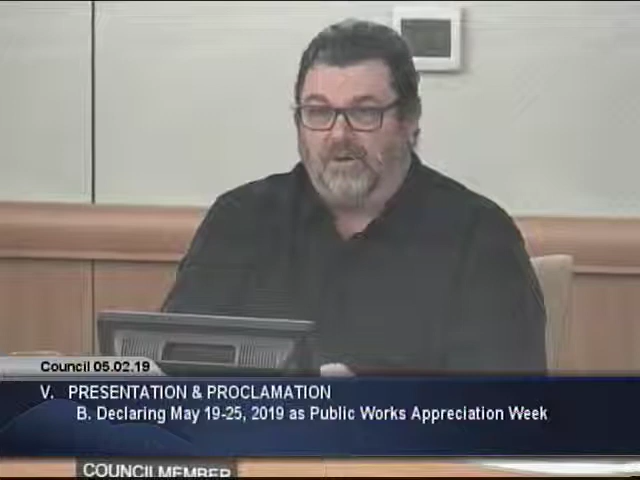 Council 05.02.19
V. PRESENTATION & PROCLAMATION
B. Declaring May 19-25, 2019 as Public Works Appreciation Week
COUNCILMEMBER